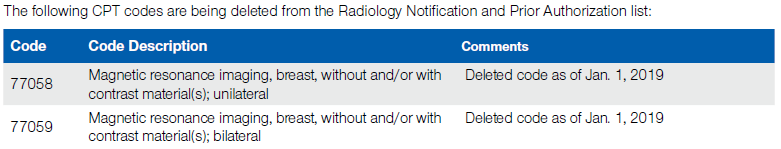 The following CPT codes are being deleted from the Radiology Notification and Prior Authorization list:
Code Code Description Comments
77058 Magnetic resonance imaging, breast, without and/or with Deleted code as of Jan. 1, 2019
contrast material(s); unilateral
77059 Magnetic resonance imaging, breast, without and/or with Deleted code as of Jan. 1, 2019
contrast material(s); bilateral